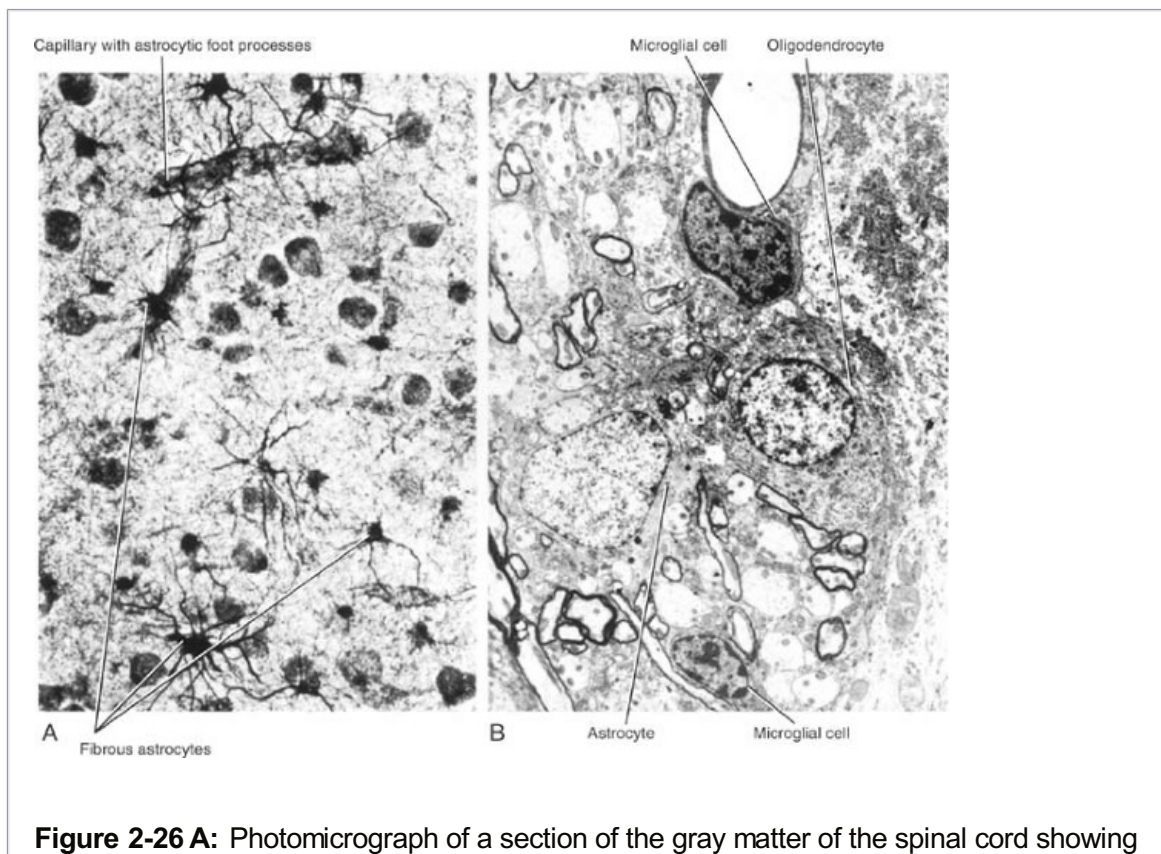 Capillary with astrocytic foot processes
Microglial cell
Oligodendrocyte
A
Fibrous astrocytes
B
Astrocyte
Microglial cell
Figure 2-26 A: Photomicrograph of a section of the gray matter of the spinal cord showing